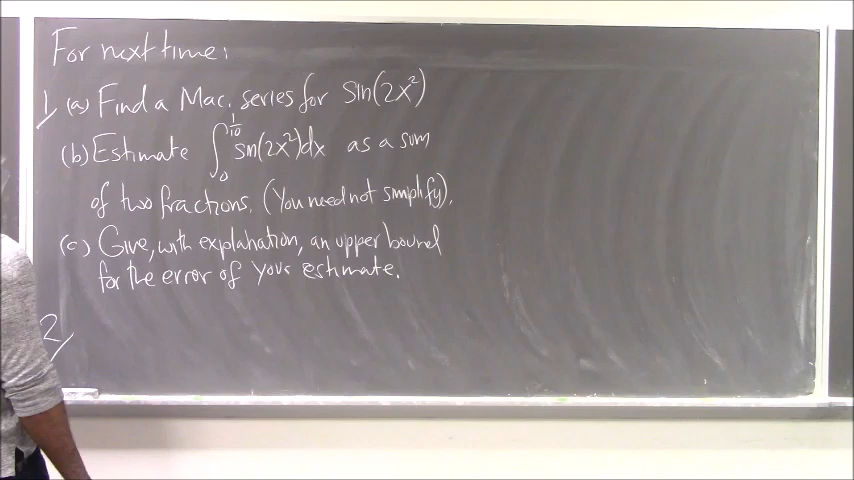 For next time:
1/ (a) Find a Mac. series for sin(2x²)
(b) Estimate ∫₀^{1/10} sin(2x²)dx as a sum
of two fractions. (You need not simplify).
(c) Give, with explanation, an upper bound
for the error of your estimate.
2/